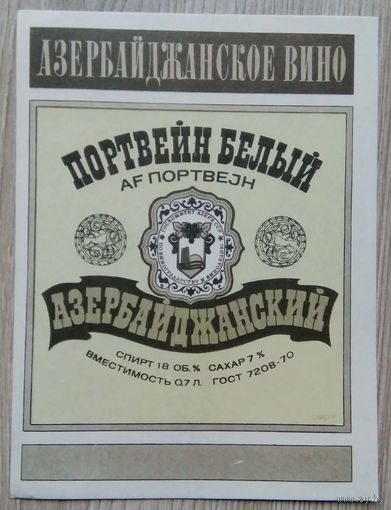 АЗЕРБАЙДЖАНСКОЕ ВИНО
ПОРТВЕЙН БЕЛЫЙ
АҒ ПОРТВЕЈН
АЗЕРБАЙДЖАНСКИЙ
СПИРТ 18 ОБ.% САХАР 7%
ВМЕСТИМОСТЬ 0,7 Л. ГОСТ 7208-70